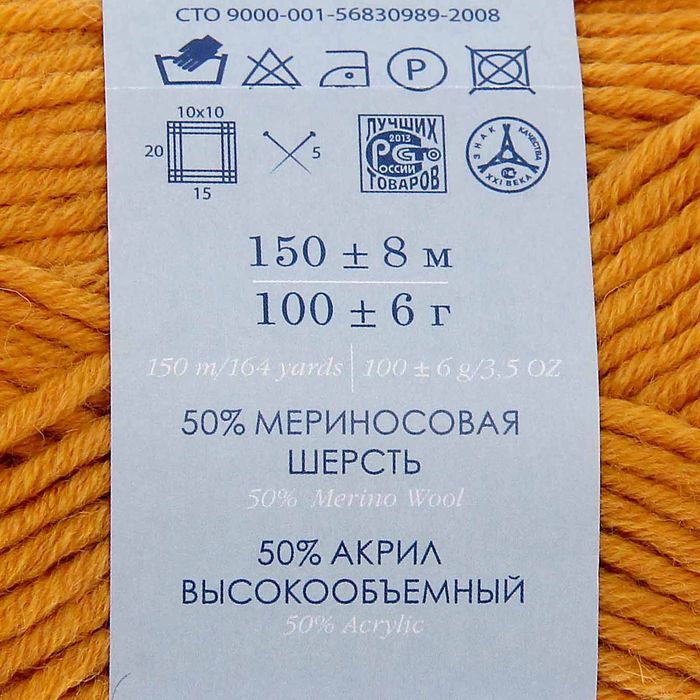 СТО 9000-001-56830989-2008
P
10x10
20
5
15
ЛУЧШИХ
2013
РОССИИ
ТОВАРОВ
ЗНАК КАЧЕСТВА
XXI ВЕКА
150 ± 8 м
100 ± 6 г
150 m/164 yards 100 ± 6 g/3,5 OZ
50% МЕРИНОСОВАЯ
ШЕРСТЬ
50% Merino Wool
50% АКРИЛ
ВЫСОКООБЪЕМНЫЙ
50% Acrylic